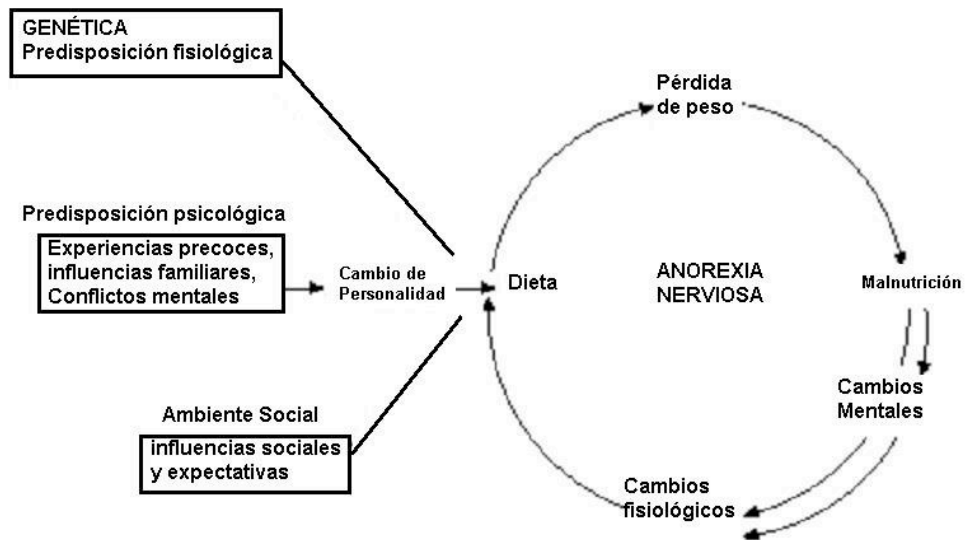 GENÉTICA
Predisposición fisiológica
Predisposición psicológica
Experiencias precoces,
influencias familiares,
Conflictos mentales
Cambio de
Personalidad
Ambiente Social
influencias sociales
y expectativas
Dieta
Pérdida
de peso
ANOREXIA
NERVIOSA
Malnutrición
Cambios
Mentales
Cambios
fisiológicos